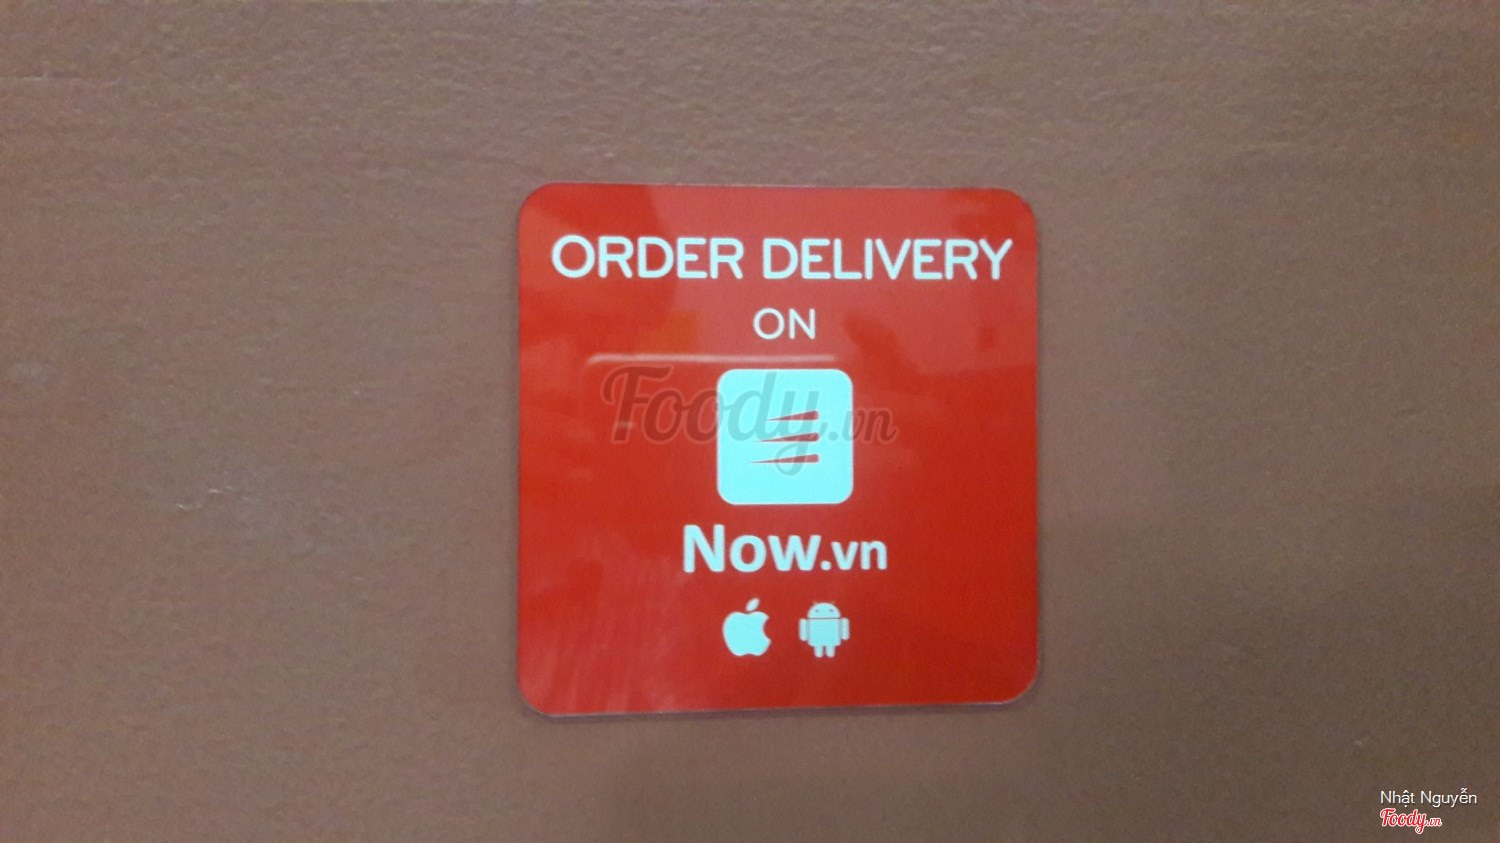 ORDER DELIVERY
ON
Foody.vn
Now.vn
Nhật Nguyễn
Foody.vn